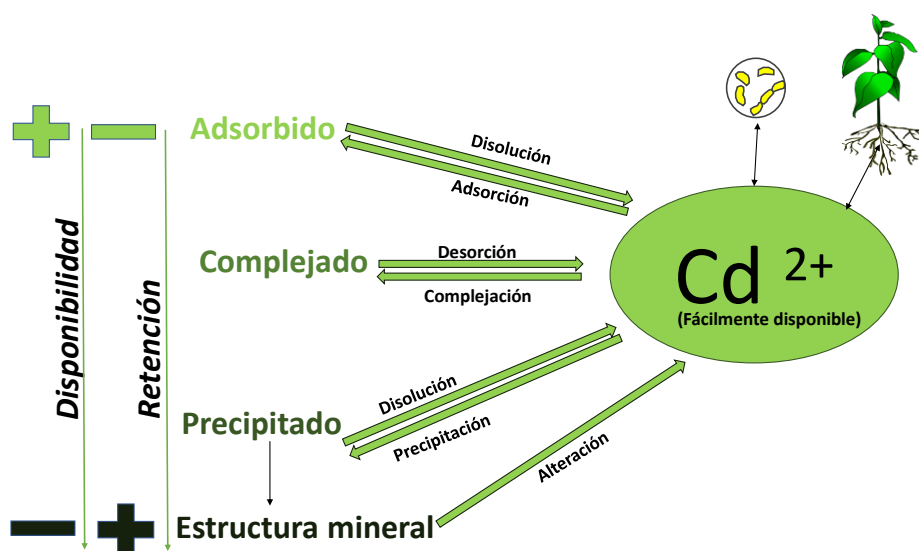 Adsorbido
Disolución
Adsorción
Disponibilidad
Retención
Complejado
Desorción
Complejación
Cd 2+
(Fácilmente disponible)
Precipitado
Disolución
Precipitación
Alteración
Estructura mineral